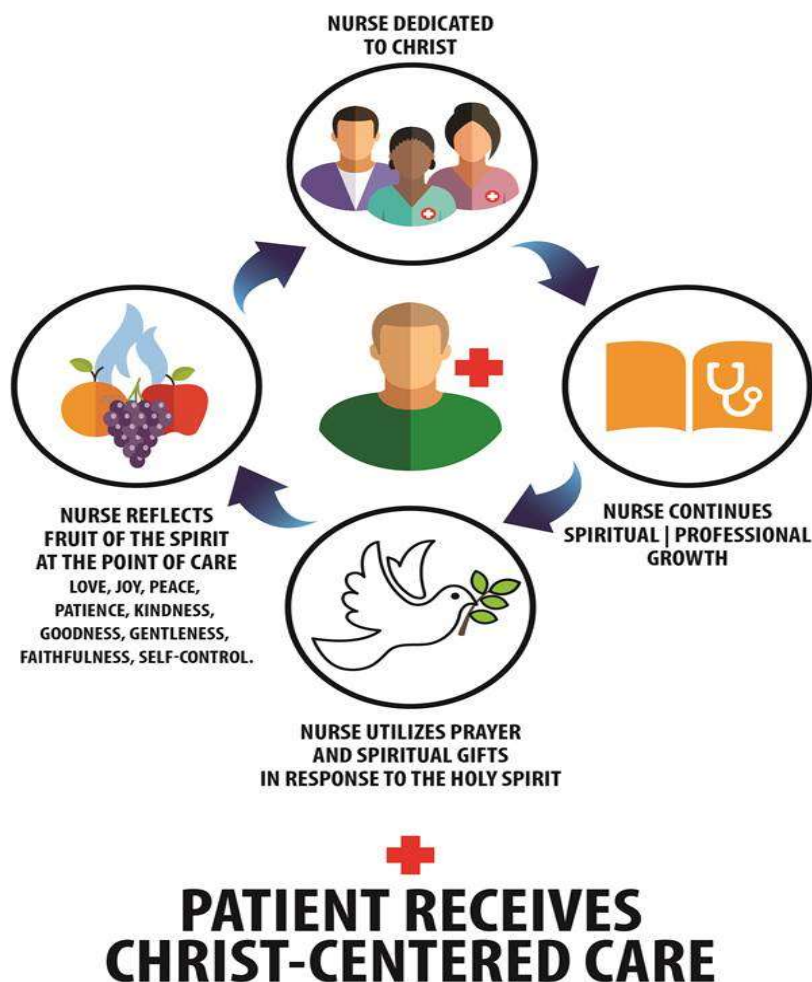 NURSE DEDICATED
TO CHRIST
NURSE CONTINUES
SPIRITUAL | PROFESSIONAL
GROWTH
NURSE UTILIZES PRAYER
AND SPIRITUAL GIFTS
IN RESPONSE TO THE HOLY SPIRIT
NURSE REFLECTS
FRUIT OF THE SPIRIT
AT THE POINT OF CARE
LOVE, JOY, PEACE,
PATIENCE, KINDNESS,
GOODNESS, GENTLENESS,
FAITHFULNESS, SELF-CONTROL.
PATIENT RECEIVES
CHRIST-CENTERED CARE